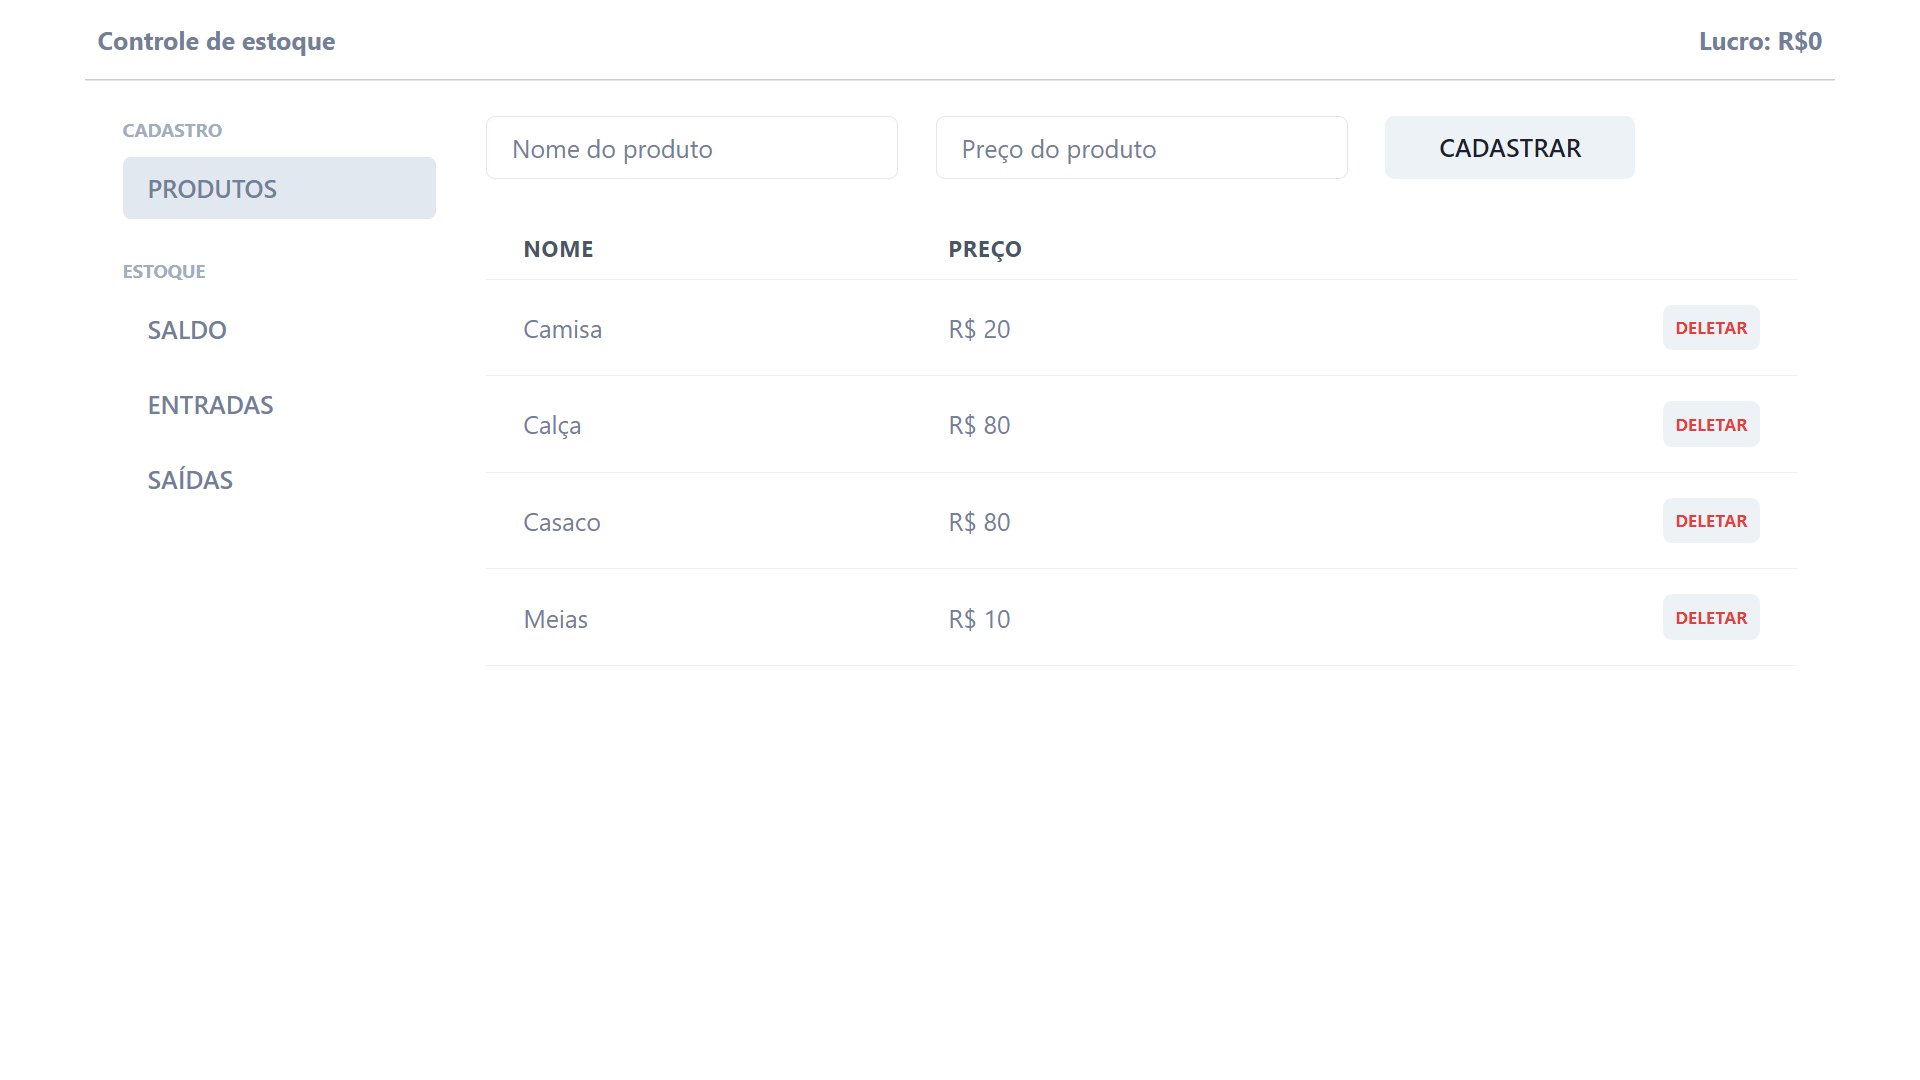 Controle de estoque
Lucro: R$0
CADASTRO
PRODUTOS
ESTOQUE
SALDO
ENTRADAS
SAÍDAS
Nome do produto
Preço do produto
CADASTRAR
NOME PREÇO
Camisa R$ 20 DELETAR
Calça R$ 80 DELETAR
Casaco R$ 80 DELETAR
Meias R$ 10 DELETAR